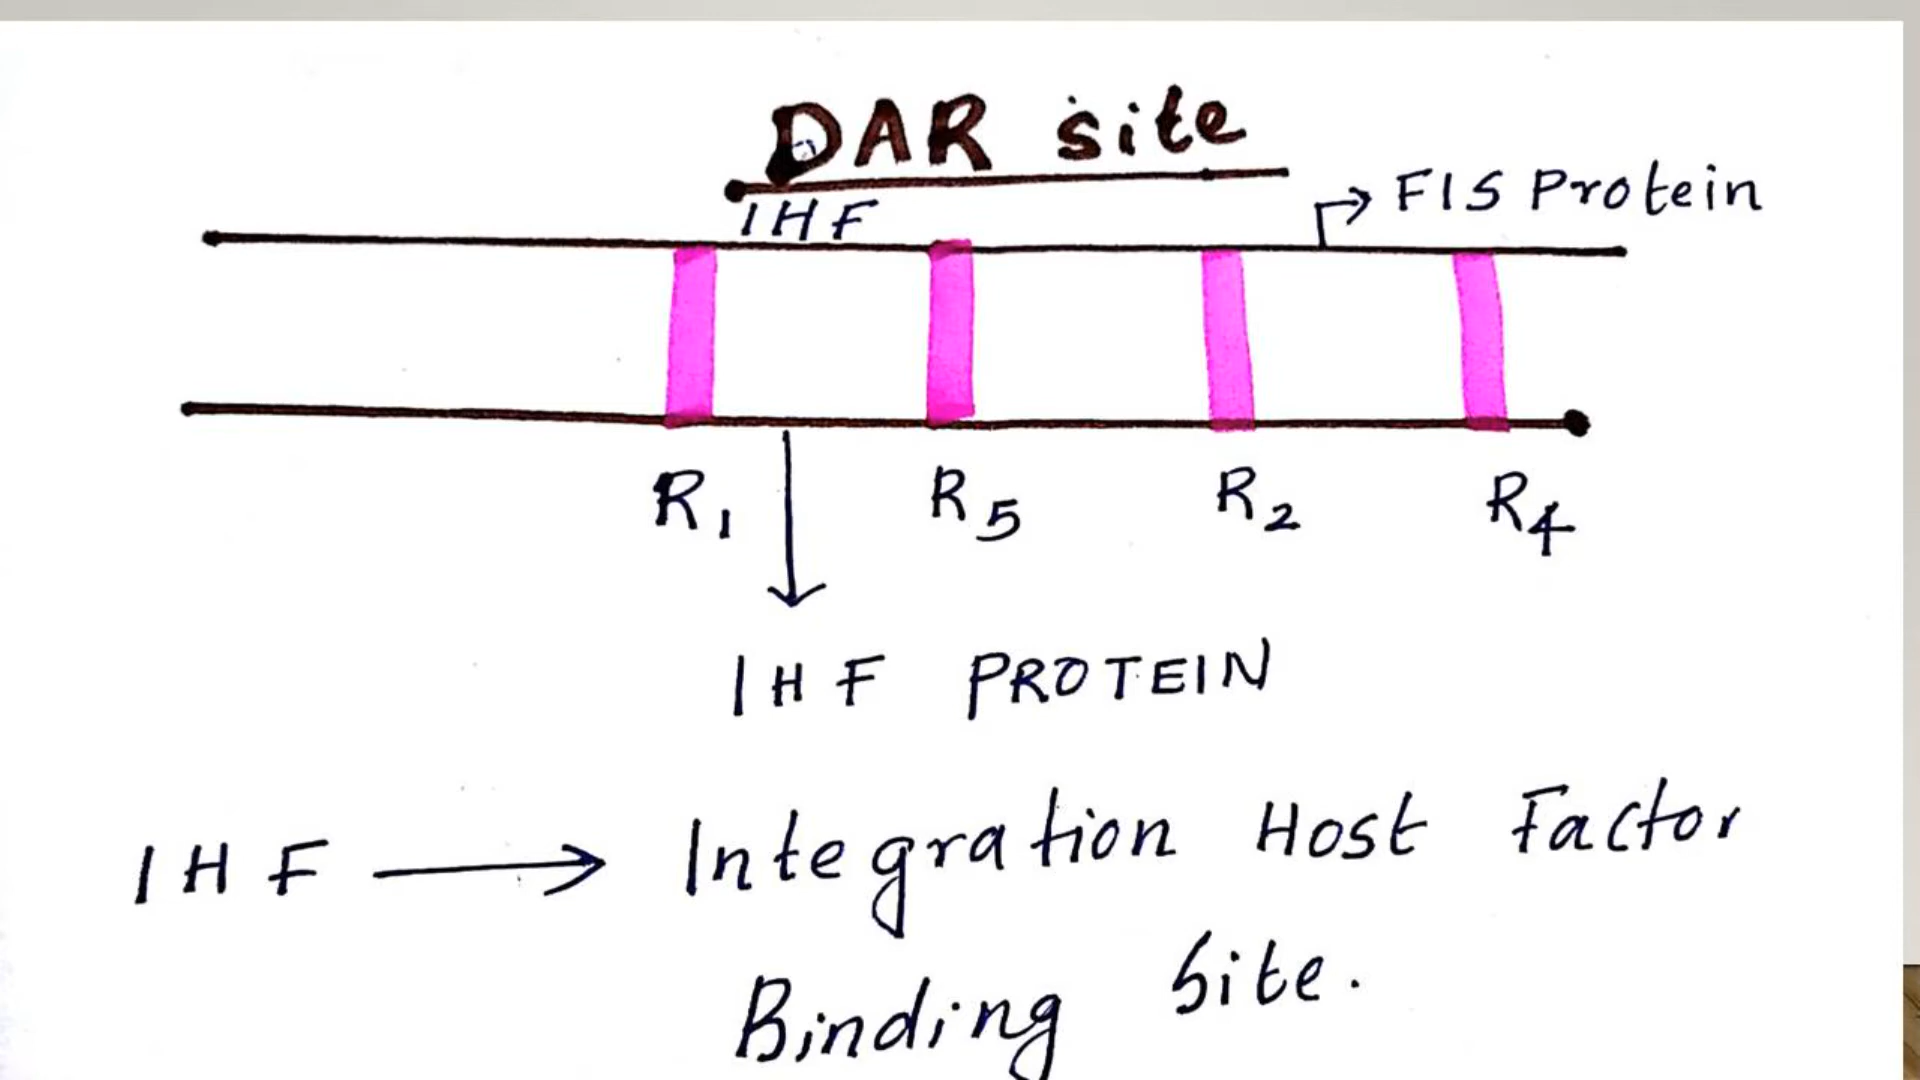 DAR site
IHF
FIS Protein
R1 R5 R2 R4
IHF PROTEIN
IHF → Integration Host Factor
Binding Site.